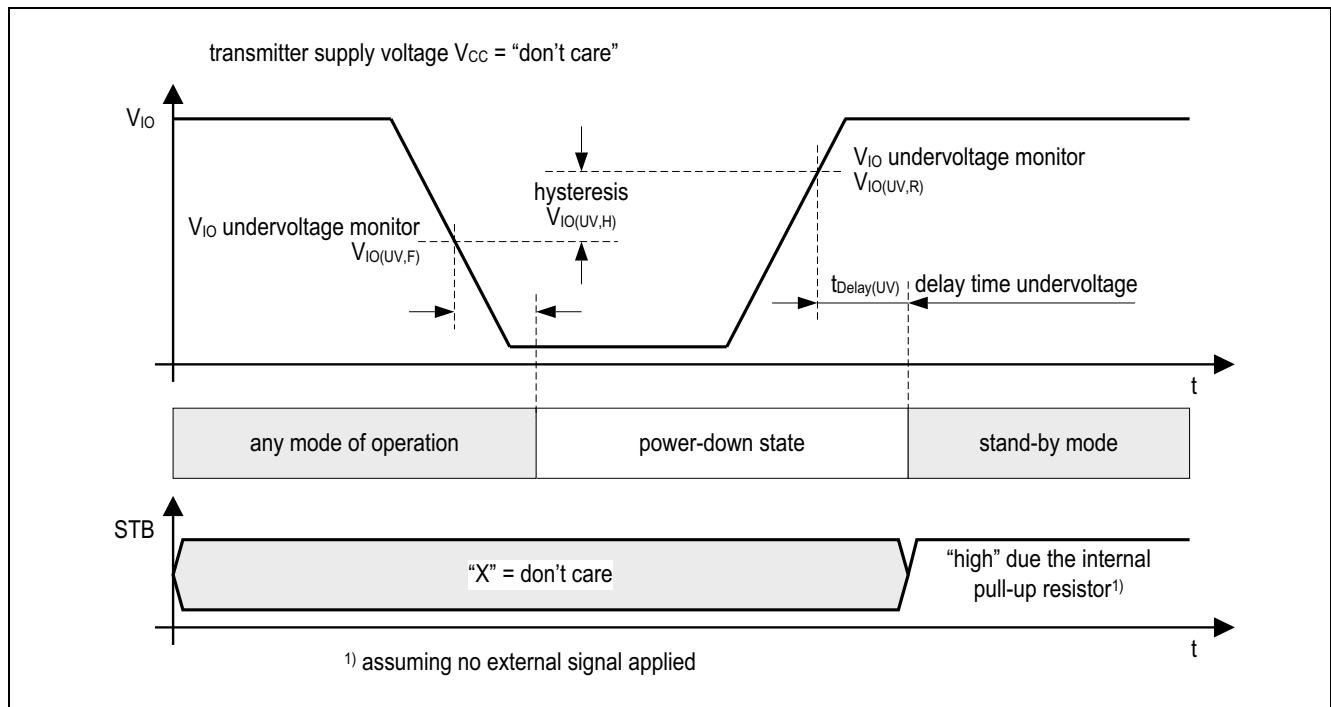 transmitter supply voltage VCC = “don’t care”
VIO
VIO undervoltage monitor
VIO(UV,F)
hysteresis
VIO(UV,H)
VIO undervoltage monitor
VIO(UV,R)
tDelay(UV) delay time undervoltage
t
any mode of operation
power-down state
stand-by mode
STB
“X” = don’t care
“high” due the internal
pull-up resistor1)
t
1) assuming no external signal applied